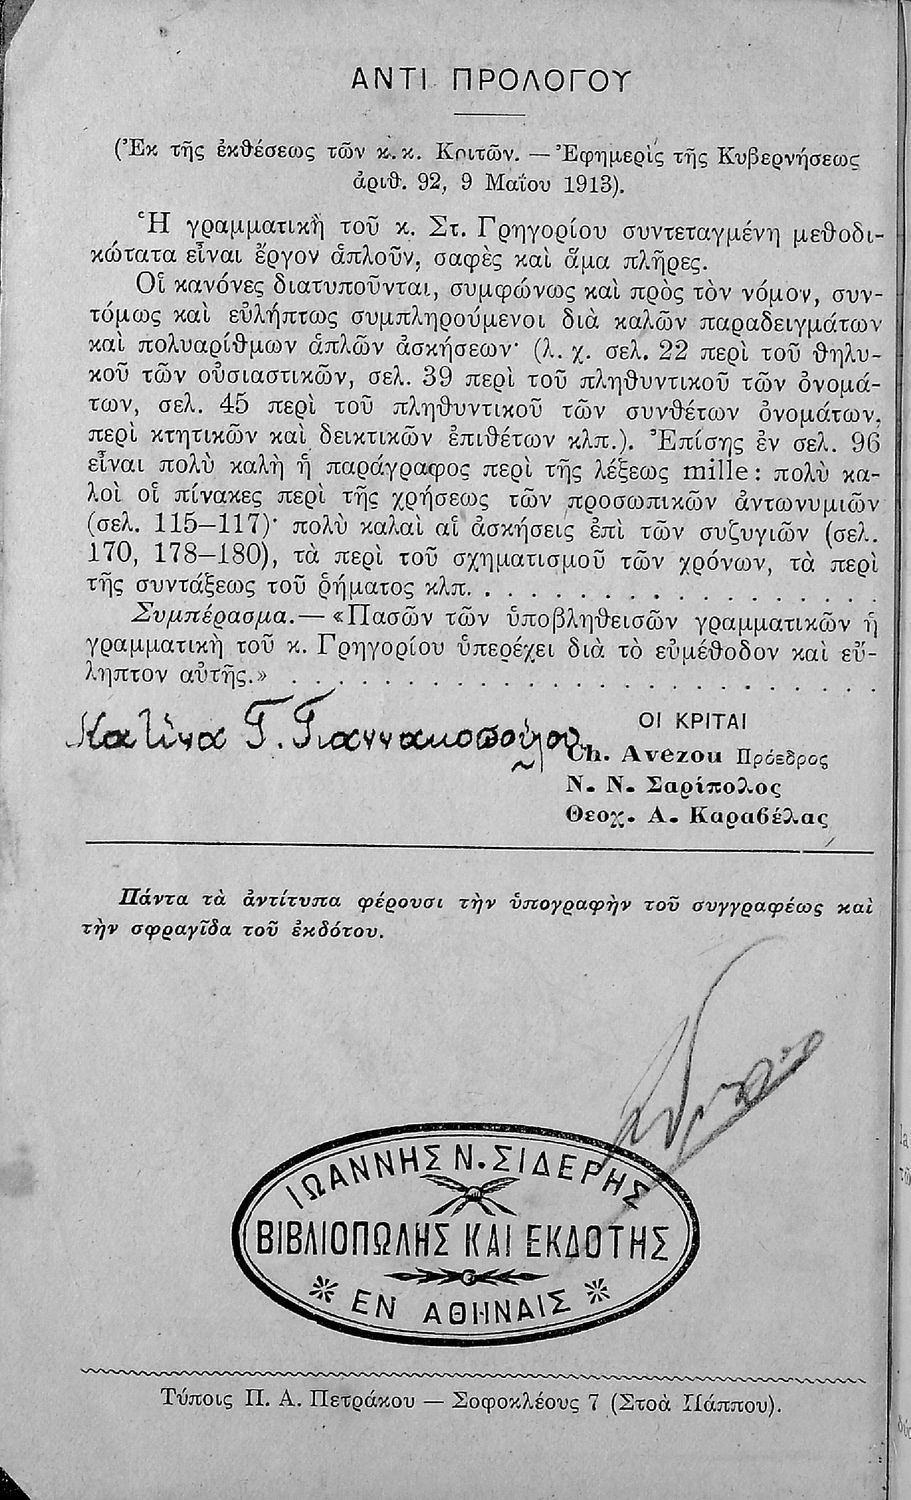 ΑΝΤΙ ΠΡΟΛΟΓΟΥ
(Ἐκ τῆς ἐκθέσεως τῶν κ.κ. Κριτῶν. — Ἐφημερὶς τῆς Κυβερνήσεως
ἀριθ. 92, 9 Μαΐου 1913).
Ἡ γραμματικὴ τοῦ κ. Στ. Γρηγορίου συντεταγμένη μεθοδι-
κώτατα εἶναι ἔργον ἁπλοῦν, σαφὲς καὶ ἅμα πλῆρες.
Οἱ κανόνες διατυποῦνται, συμφώνως καὶ πρὸς τὸν νόμον, συν-
τόμως καὶ εὐλήπτως συμπληρούμενοι διὰ καλῶν παραδειγμάτων
καὶ πολυαρίθμων ἁπλῶν ἀσκήσεων· (λ. χ. σελ. 22 περὶ τοῦ θηλυ-
κοῦ τῶν οὐσιαστικῶν, σελ. 39 περὶ τοῦ πληθυντικοῦ τῶν ὀνομά-
των, σελ. 45 περὶ τοῦ πληθυντικοῦ τῶν συνθέτων ὀνομάτων,
περὶ κτητικῶν καὶ δεικτικῶν ἐπιθέτων κλπ.). Ἐπίσης ἐν σελ. 96
εἶναι πολὺ καλὴ ἡ παράγραφος περὶ τῆς λέξεως mille: πολὺ κα-
λοὶ οἱ πίνακες περὶ τῆς χρήσεως τῶν προσωπικῶν ἀντωνυμιῶν
(σελ. 115—117)· πολὺ καλαὶ αἱ ἀσκήσεις ἐπὶ τῶν συζυγιῶν (σελ.
170, 178—180), τὰ περὶ τοῦ σχηματισμοῦ τῶν χρόνων, τὰ περὶ
τῆς συντάξεως τοῦ ῥήματος κλπ. . . . . . . . . . . . . . . . . .
Συμπέρασμα.— «Πασῶν τῶν ὑποβληθεισῶν γραμματικῶν ἡ
γραμματικὴ τοῦ κ. Γρηγορίου ὑπερέχει διὰ τὸ εὐμέθοδον καὶ εὔ-
ληπτον αὐτῆς.» . . . . . . . . . . . . . . . . . . . . . . . .
Κατίνα Γ. Γιαννακοπούλου
ΟΙ ΚΡΙΤΑΙ
Ch. Avezou Πρόεδρος
Ν. Ν. Σαρίπολος
Θεοχ. Α. Καραβέλας
Πάντα τὰ ἀντίτυπα φέρουσι τὴν ὑπογραφὴν τοῦ συγγραφέως καὶ
τὴν σφραγῖδα τοῦ ἐκδότου.
ΙΩΑΝΝΗΣ Ν. ΣΙΔΕΡΗΣ
ΒΙΒΛΙΟΠΩΛΗΣ ΚΑΙ ΕΚΔΟΤΗΣ
ΕΝ ΑΘΗΝΑΙΣ
Τύποις Π. Α. Πετράκου — Σοφοκλέους 7 (Στοὰ Πάππου).